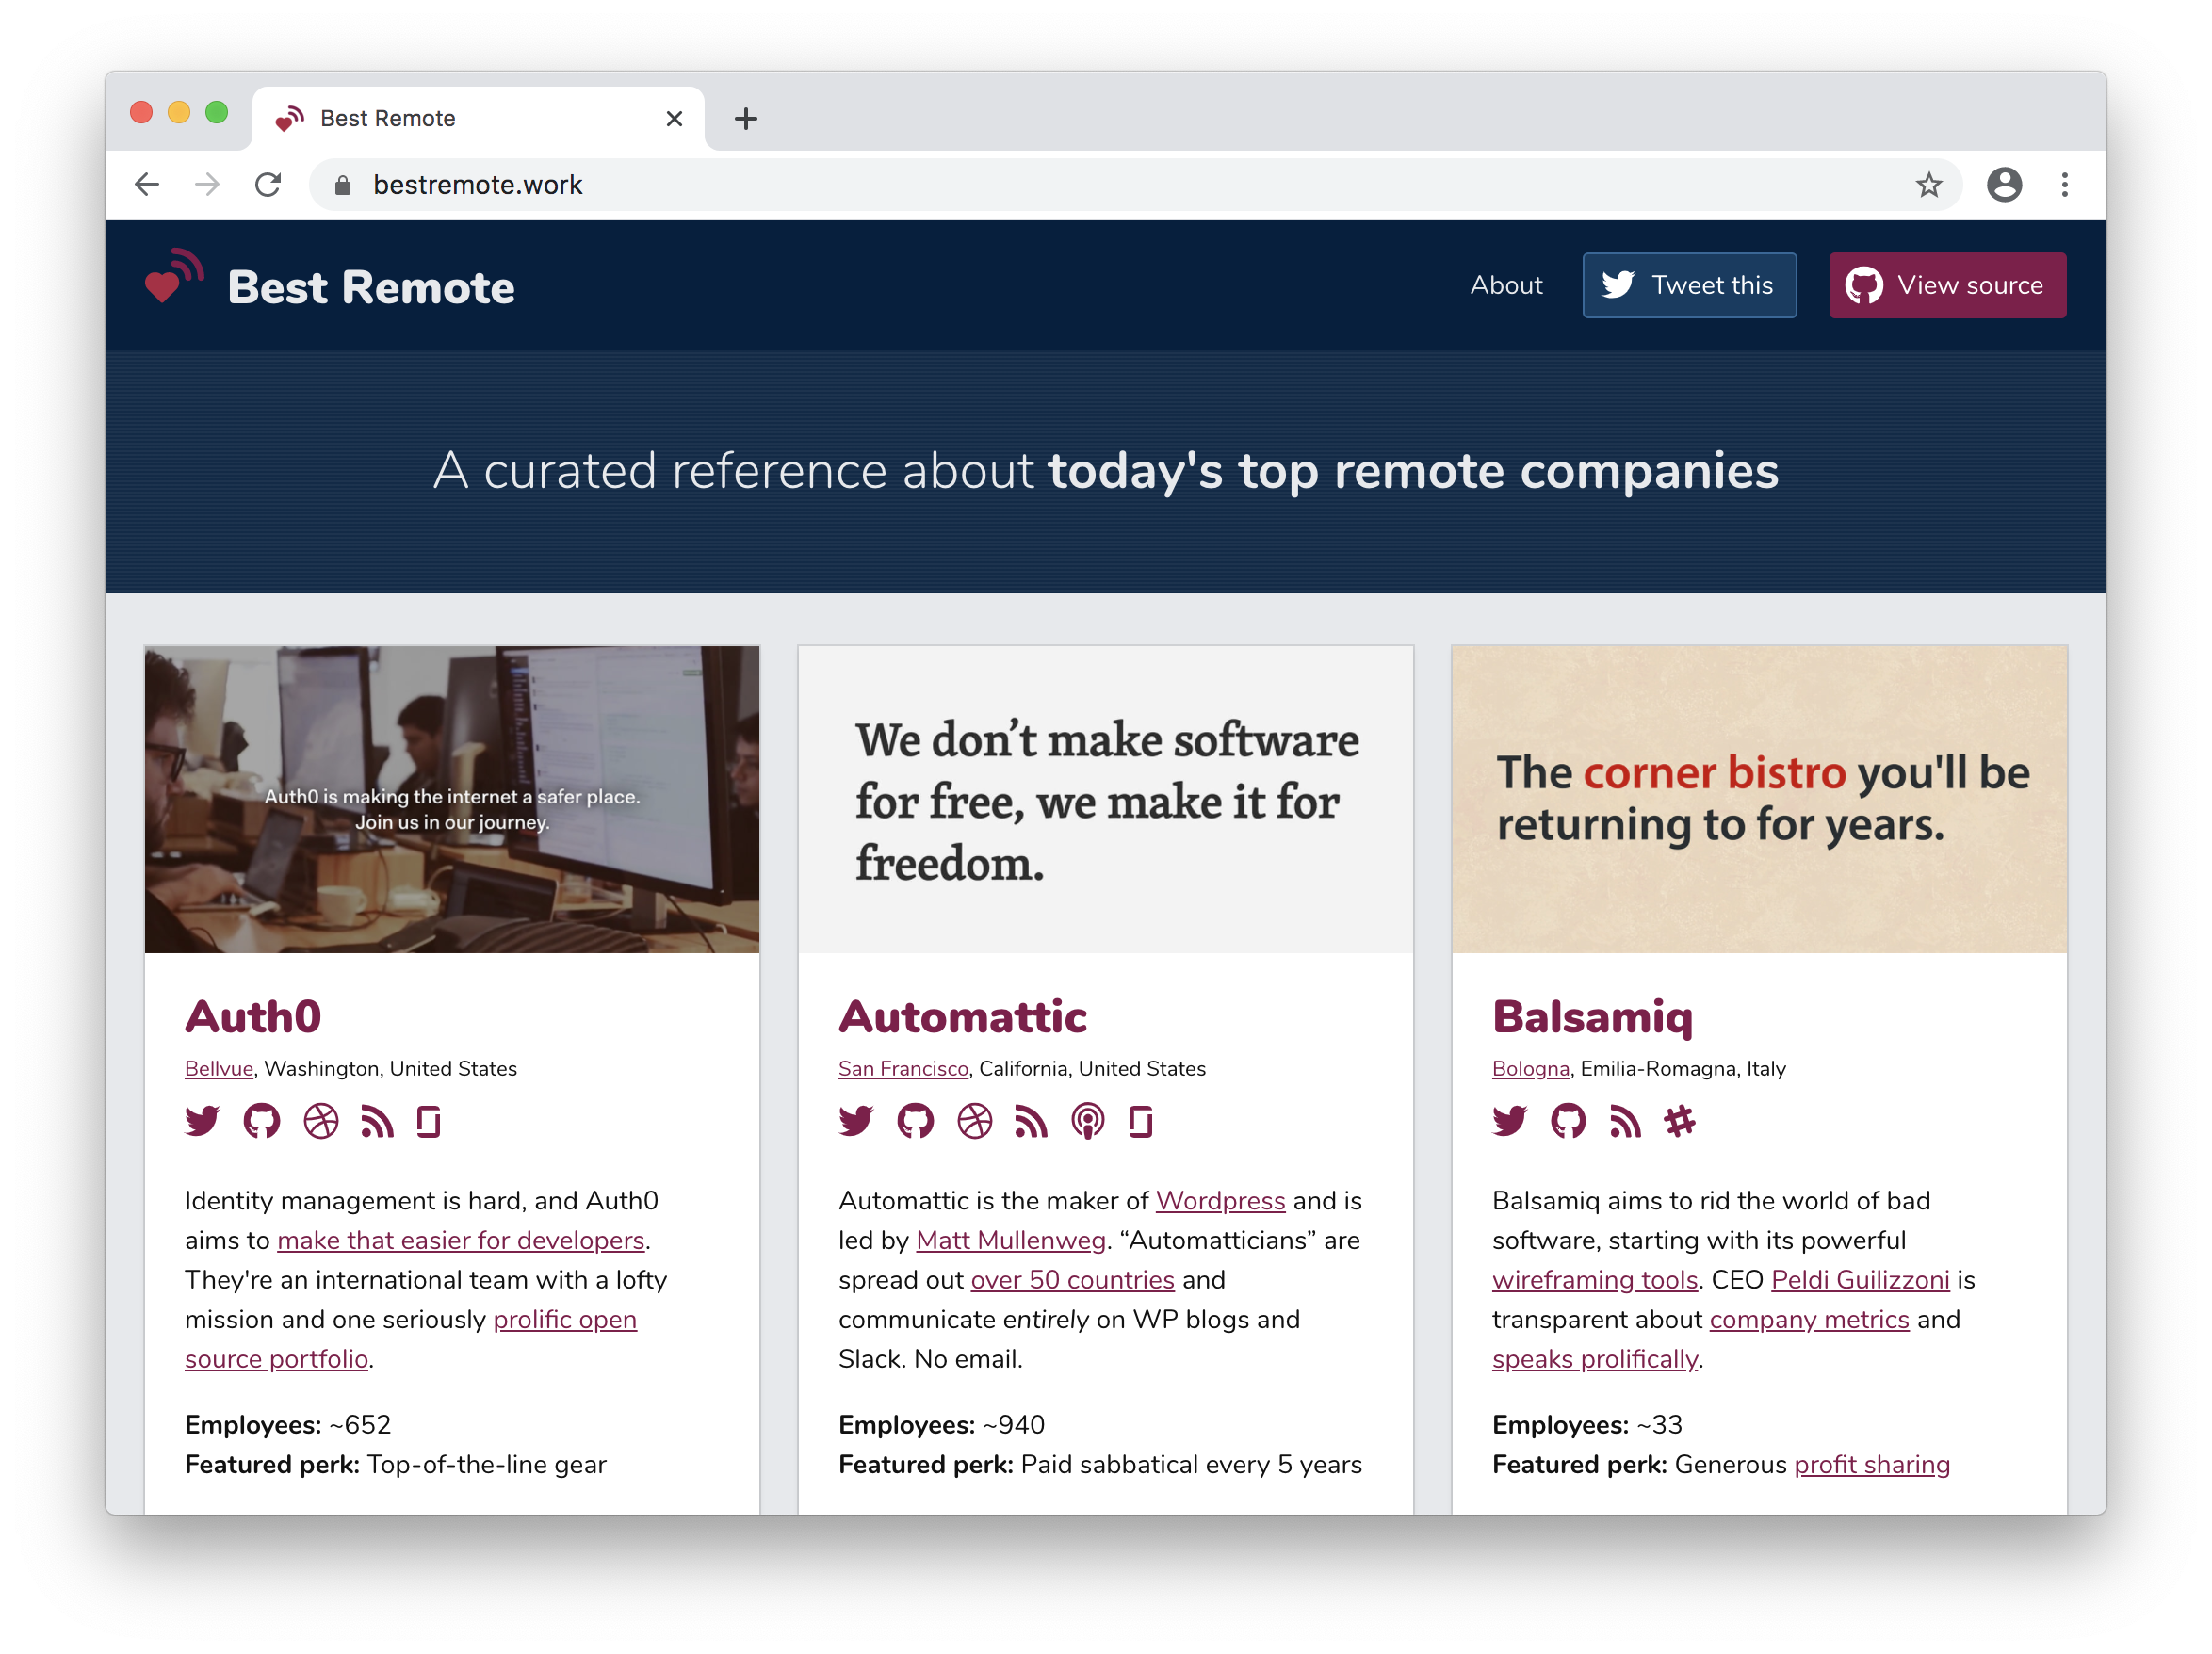 Best Remote
bestremote.work
Best Remote
About
Tweet this
View source
A curated reference about today's top remote companies
Auth0 is making the internet a safer place.
Join us in our journey.
Auth0
Bellvue, Washington, United States
Identity management is hard, and Auth0
aims to make that easier for developers.
They're an international team with a lofty
mission and one seriously prolific open
source portfolio.
Employees: ~652
Featured perk: Top-of-the-line gear
We don’t make software
for free, we make it for
freedom.
Automattic
San Francisco, California, United States
Automattic is the maker of Wordpress and is
led by Matt Mullenweg. “Automatticians” are
spread out over 50 countries and
communicate entirely on WP blogs and
Slack. No email.
Employees: ~940
Featured perk: Paid sabbatical every 5 years
The corner bistro you'll be
returning to for years.
Balsamiq
Bologna, Emilia-Romagna, Italy
Balsamiq aims to rid the world of bad
software, starting with its powerful
wireframing tools. CEO Peldi Guilizzoni is
transparent about company metrics and
speaks prolifically.
Employees: ~33
Featured perk: Generous profit sharing